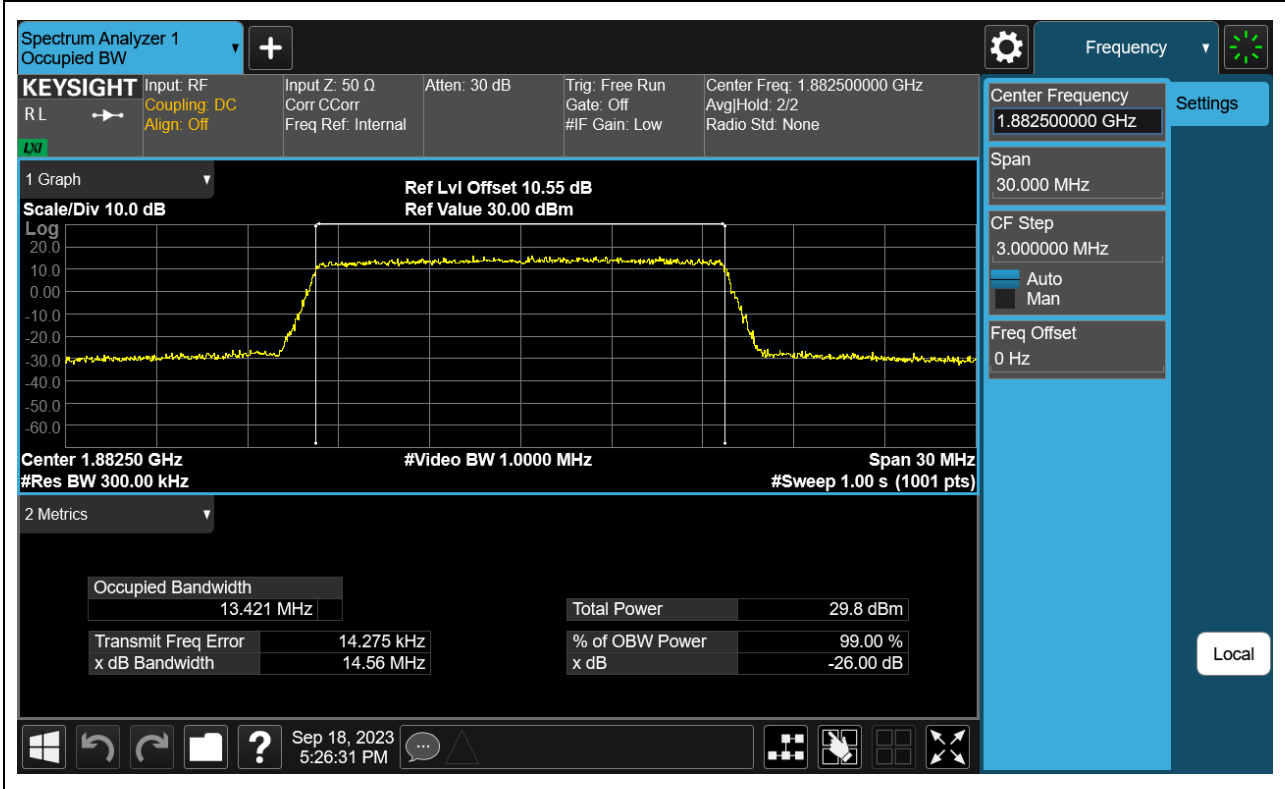 Spectrum Analyzer 1
Occupied BW
Frequency
KEYSIGHT
RL
LXI
Input: RF
Coupling: DC
Align: Off
Input Z: 50 Ω
Corr CCorr
Freq Ref: Internal
Atten: 30 dB
Trig: Free Run
Gate: Off
#IF Gain: Low
Center Freq: 1.882500000 GHz
Avg|Hold: 2/2
Radio Std: None
Center Frequency
1.882500000 GHz
Settings
Span
30.000 MHz
CF Step
3.000000 MHz
Auto
Man
Freq Offset
0 Hz
Local
1 Graph
Scale/Div 10.0 dB
Ref Lvl Offset 10.55 dB
Ref Value 30.00 dBm
Log
20.0
10.0
0.00
-10.0
-20.0
-30.0
-40.0
-50.0
-60.0
Center 1.88250 GHz
#Video BW 1.0000 MHz
Span 30 MHz
#Res BW 300.00 kHz
#Sweep 1.00 s (1001 pts)
2 Metrics
Occupied Bandwidth
13.421 MHz
Total Power 29.8 dBm
Transmit Freq Error 14.275 kHz
% of OBW Power 99.00 %
x dB Bandwidth 14.56 MHz
x dB -26.00 dB
?
Sep 18, 2023
5:26:31 PM